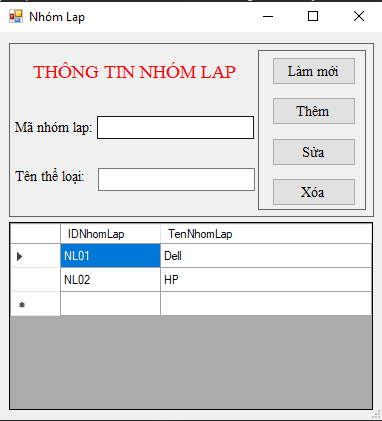 Nhóm Lap
THÔNG TIN NHÓM LAP
Làm mới
Thêm
Mã nhóm lap:
Sửa
Tên thể loại:
Xóa
IDNhomLap TenNhomLap
NL01 Dell
NL02 HP